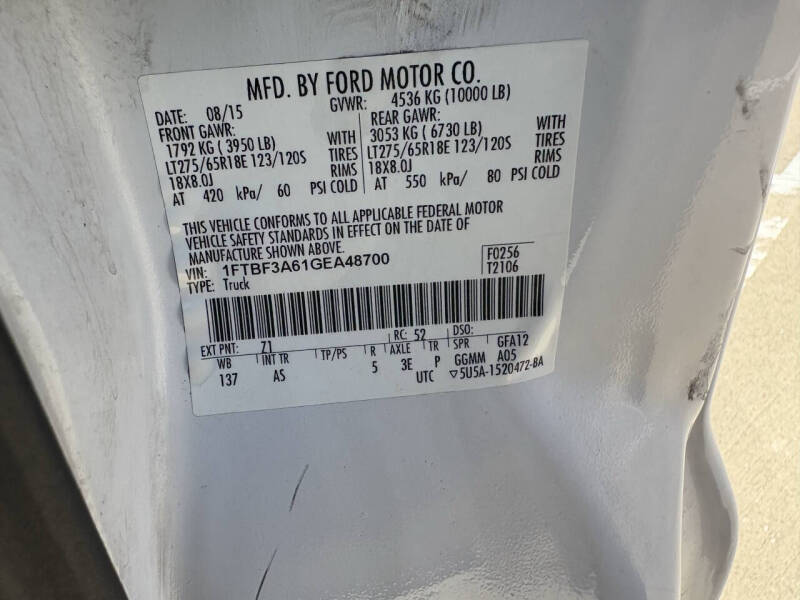 MFD. BY FORD MOTOR CO.
DATE: 08/15 GVWR: 4536 KG (10000 LB)
FRONT GAWR: REAR GAWR:
1792 KG ( 3950 LB) WITH 3053 KG ( 6730 LB) WITH
LT275/65R18E 123/120S TIRES LT275/65R18E 123/120S TIRES
18X8.0J RIMS 18X8.0J RIMS
AT 420 kPa/ 60 PSI COLD AT 550 kPa/ 80 PSI COLD
THIS VEHICLE CONFORMS TO ALL APPLICABLE FEDERAL MOTOR
VEHICLE SAFETY STANDARDS IN EFFECT ON THE DATE OF
MANUFACTURE SHOWN ABOVE.
VIN: 1FTBF3A61GEA48700 F0256
TYPE: Truck T2106
EXT PNT: Z1 RC: 52 DSO:
WB INT TR TP/PS R AXLE TR SPR GFA12
137 AS 5 3E P GGMM A05
UTC ▽5U5A-1520472-BA